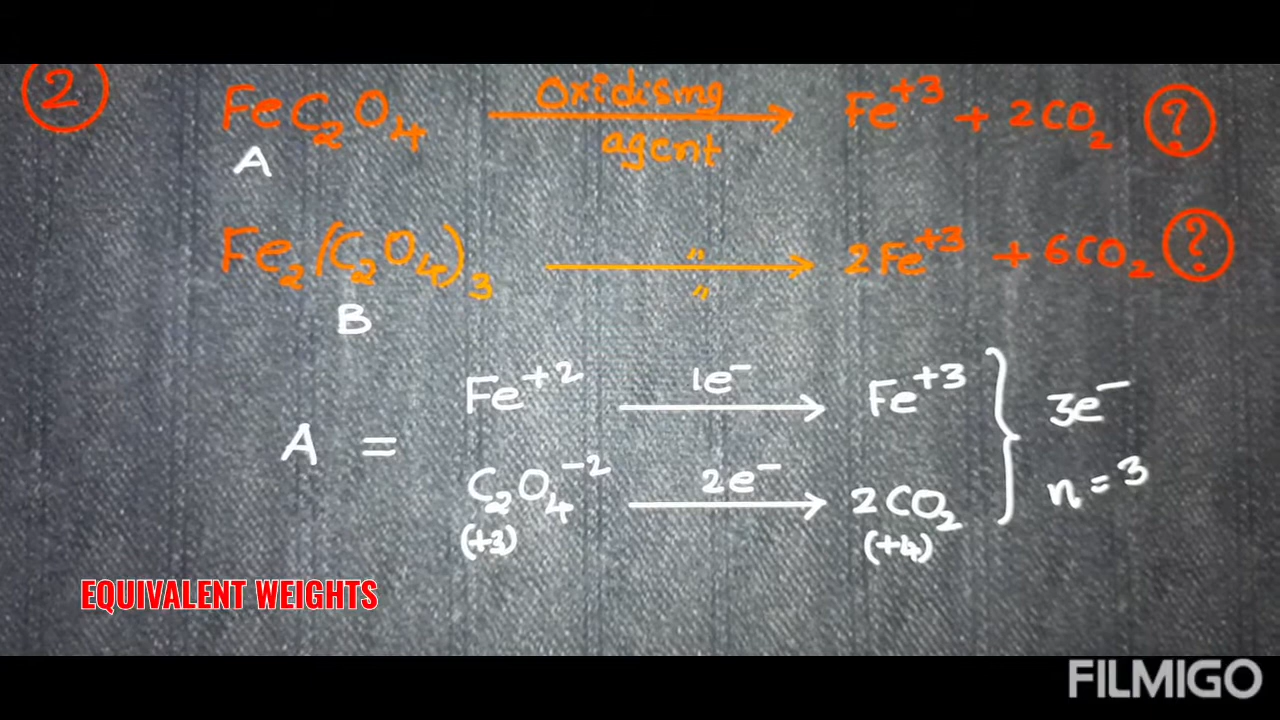 ② FeC₂O₄ Oxidising agent → Fe⁺³ + 2CO₂ ?
A
Fe₂(C₂O₄)₃ " " → 2Fe⁺³ + 6CO₂ ?
B
A = Fe⁺² 1e⁻ → Fe⁺³ } 3e⁻
C₂O₄⁻² 2e⁻ → 2CO₂ n = 3
(+3) (+4)
EQUIVALENT WEIGHTS
FILMIGO